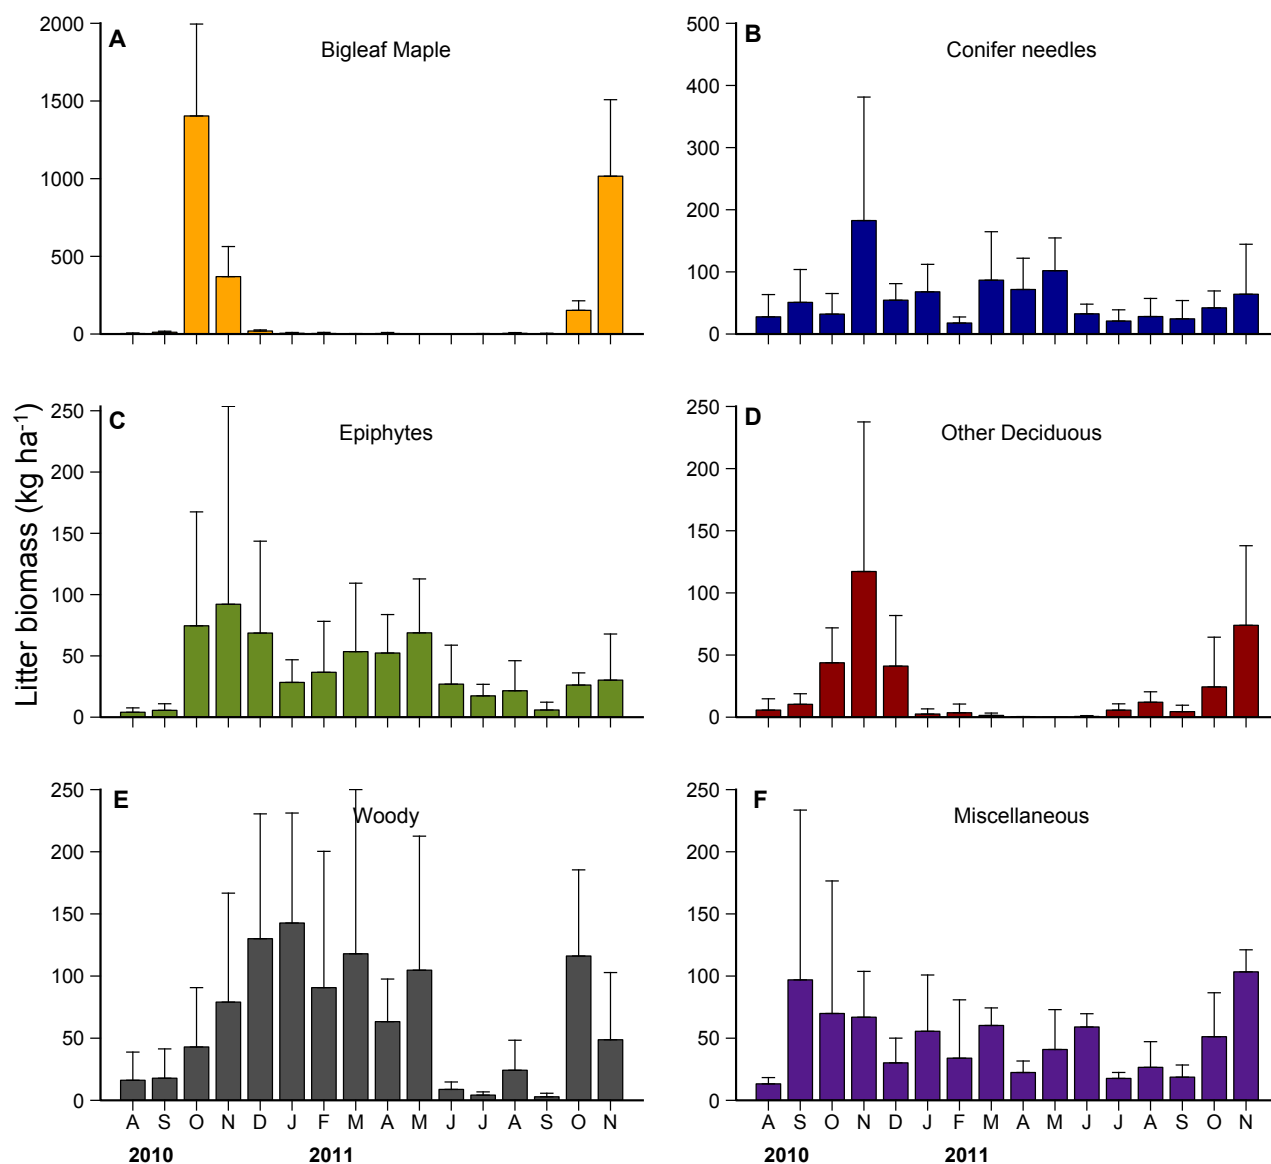 A
Bigleaf Maple
2000
1500
1000
500
0
B
Conifer needles
500
400
300
200
100
0
Litter biomass (kg ha-1)
C
Epiphytes
250
200
150
100
50
0
D
Other Deciduous
250
200
150
100
50
0
E
Woody
250
200
150
100
50
0
A S O N D J F M A M J J A S O N
2010 2011
F
Miscellaneous
250
200
150
100
50
0
A S O N D J F M A M J J A S O N
2010 2011